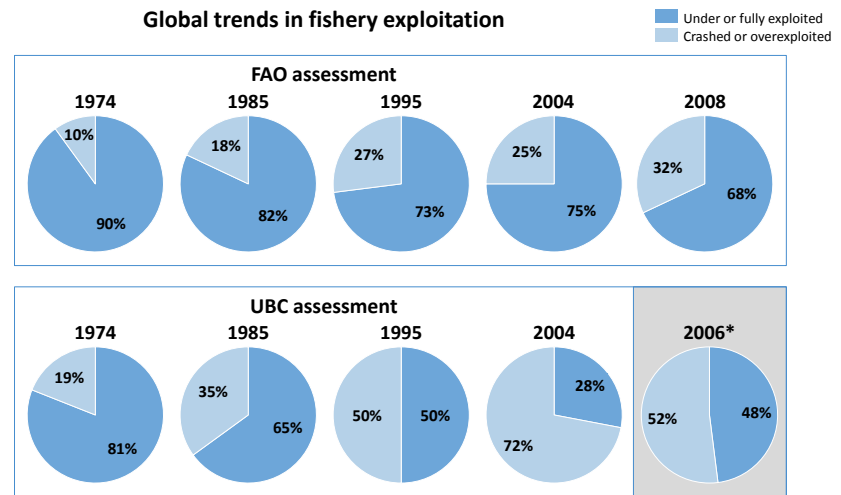 Global trends in fishery exploitation
Under or fully exploited
Crashed or overexploited
FAO assessment
1974 1985 1995 2004 2008
10% 18% 27% 25% 32%
90% 82% 73% 75% 68%
UBC assessment
1974 1985 1995 2004 2006*
19% 35% 50% 50% 28% 52% 48%
81% 65% 72%